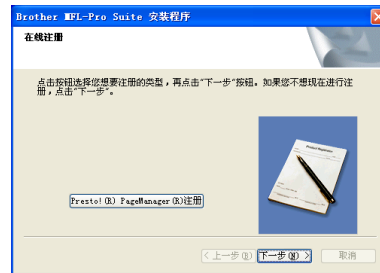 Brother MFL-Pro Suite 安装程序
在线注册
点击按钮选择您想要注册的类型，再点击“下一步”按钮。如果您不想现在进行注
册，点击“下一步”。
Product Registration
Presto! (R) PageManager (R)注册
< 上一步(B)
下一步(N) >
取消